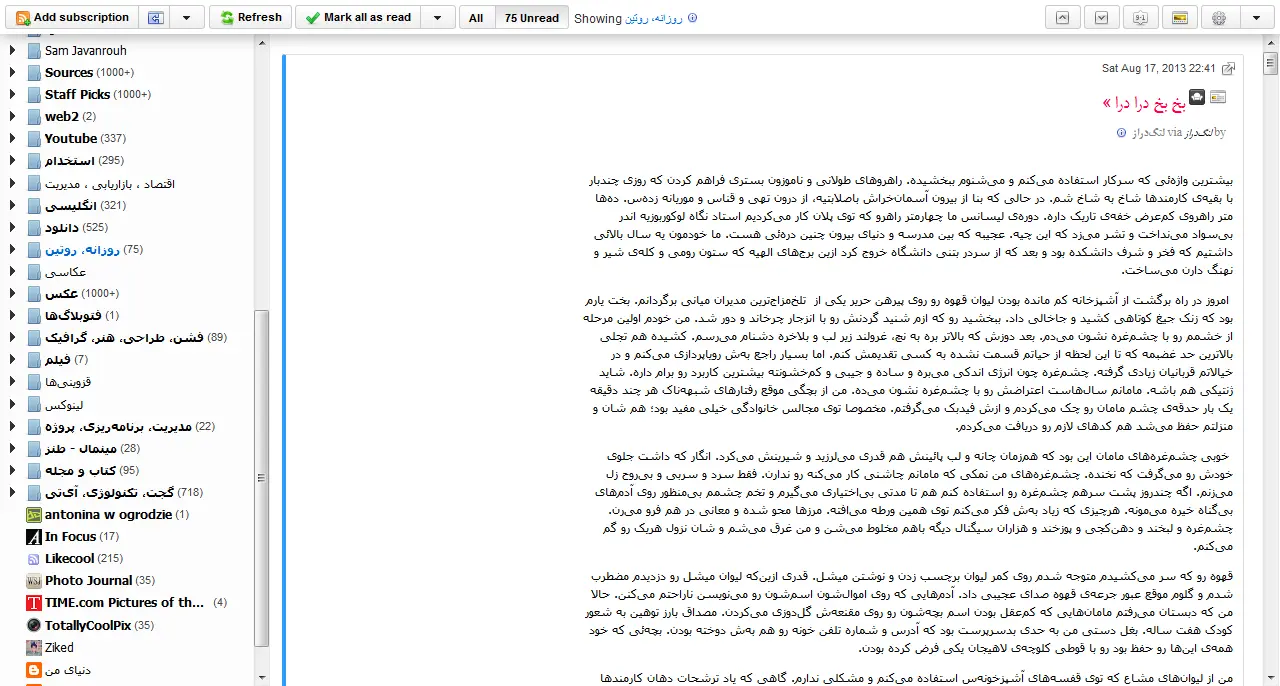 Add subscription
Refresh
Mark all as read
All
75 Unread
Showing روزانه، روتین
Sam Javanrouh
Sources (1000+)
Staff Picks (1000+)
web2 (2)
Youtube (337)
استخدام (295)
اقتصاد ، بازاریابی ، مدیریت
انگلیسی (321)
دانلود (525)
روزانه، روتین (75)
عکاسی
عکس (1000+)
فتوبلاگ‌ها (1)
فشن، طراحی، هنر، گرافیک (89)
فیلم (7)
قزوینی‌ها
لینوکس
مدیریت، برنامه‌ریزی، پروژه (22)
مینمال - طنز (28)
کتاب و مجله (95)
گجت، تکنولوژی، آی‌تی (718)
antonina w ogrodzie (1)
In Focus (17)
Likecool (215)
Photo Journal (35)
TIME.com Pictures of th... (4)
TotallyCoolPix (35)
Ziked
دنیای من
Sat Aug 17, 2013 22:41
بخ بخ درا درا »
by لنگ‌دراز via لنگ‌دراز
بیشترین واژه‌ئی که سرکار استفاده می‌کنم و می‌شنوم ببخشیده. راهروهای طولانی و ناموزون بستری فراهم کردن که روزی چندبار
با بقیه‌ی کارمندها شاخ به شاخ شم. در حالی که بنا از بیرون آسمان‌خراش باصلابتیه، از درون تهی و قناس و موریانه زده‌س. ده‌ها
متر راهروی کم‌عرض خفه‌ی تاریک داره. دوره‌ی لیسانس ما چهارمتر راهرو که توی پلان کار می‌کردیم استاد نگاه لوکوربوزیه اندر
بی‌سواد می‌نداخت و تشر می‌زد که این چیه. عجیبه که بین مدرسه و دنیای بیرون چنین دره‌ئی هست. ما خودمون یه سال بالائی
داشتیم که فخر و شرف دانشکده بود و بعد که از سردر بتنی دانشگاه خروج کرد ازین برج‌های الهیه که ستون رومی و کله‌ی شیر و
نهنگ دارن می‌ساخت.
امروز در راه برگشت از آشپزخانه کم مانده بودن لیوان قهوه رو روی پیرهن حریر یکی از تلخ‌مزاج‌ترین مدیران میانی برگردانم. بخت یارم
بود که زنک جیغ کوتاهی کشید و جاخالی داد. ببخشید رو که ازم شنید گردنش رو با انزجار چرخاند و دور شد. من خودم اولین مرحله
از خشمم رو با چشم‌غره نشون می‌دم. بعد دوزش که بالاتر بره به نچ، غرولند زیر لب و بلاخره دشنام می‌رسم. کشیده هم تجلی
بالاترین حد غضبمه که تا این لحظه از حیاتم قسمت نشده به کسی تقدیمش کنم. اما بسیار راجع به‌ش رویاپردازی می‌کنم و در
خیالاتم قربانیان زیادی گرفته. چشم‌غره چون انرژی اندکی می‌بره و ساده و جیبی و کم‌خشونته بیشترین کاربرد رو برام داره. شاید
ژنتیکی هم باشه. مامانم سال‌هاست اعتراضش رو با چشم‌غره نشون می‌ده. من از بچگی موقع رفتارهای شبهه‌ناک هر چند دقیقه
یک بار حدقه‌ی چشم مامان رو چک می‌کردم و ازش فیدبک می‌گرفتم. مخصوصا توی مجالس خانوادگی خیلی مفید بود؛ هم شان و
منزلتم حفظ می‌شد هم کدهای لازم رو دریافت می‌کردم.
خوبی چشم‌غره‌های مامان این بود که هم‌زمان چانه و لب پائینش هم قدری می‌لرزید و شیرینش می‌کرد. انگار که داشت جلوی
خودش رو می‌گرفت که نخنده. چشم‌غره‌های من نمکی که مامانم چاشنی کار می‌کنه رو ندارن. فقط سرد و سربی و بی‌روح زل
می‌زنم. اگه چندروز پشت سرهم چشم‌غره رو استفاده کنم هم تا مدتی بی‌اختیاری می‌گیرم و تخم چشمم بی‌منظور روی آدم‌های
بی‌گناه خیره می‌مونه. هرچیزی که زیاد به‌ش فکر می‌کنم توی همین ورطه می‌افته. مرزها محو شده و معانی در هم فرو می‌رن.
چشم‌غره و لبخند و دهن‌کجی و پوزخند و هزاران سیگنال دیگه باهم مخلوط می‌شن و من غرق می‌شم و شان نزول هریک رو گم
می‌کنم.
قهوه رو که سر می‌کشیدم متوجه شدم روی کمر لیوان برچسب زدن و نوشتن میشل. قدری ازین‌که لیوان میشل رو دزدیدم مضطرب
شدم و گلوم موقع عبور جرعه‌ی قهوه صدای عجیبی داد. آدم‌هایی که روی اموال‌شون اسم‌شون رو می‌نویسن ناراحتم می‌کنن. حالا
من که دبستان می‌رفتم مامان‌هایی که کم‌عقل بودن اسم بچه‌شون رو روی مقنعه‌ش گل‌دوزی می‌کردن. مصداق بارز توهین به شعور
کودک هفت ساله. بغل دستی من یه حدی بدسرپرست بود که آدرس و شماره تلفن خونه رو هم به‌ش دوخته بودن. بچه‌ئی که خود
همه‌ی این‌ها رو حفظ بود رو با قوطی کلوچه‌ی لاهیجان یکی فرض کرده بودن.
من از لیوان‌های مشاع که توی قفسه‌های آشپزخونه‌س استفاده می‌کنم و مشکلی ندارم. گاهی که یاد ترشحات دهان کارمندها